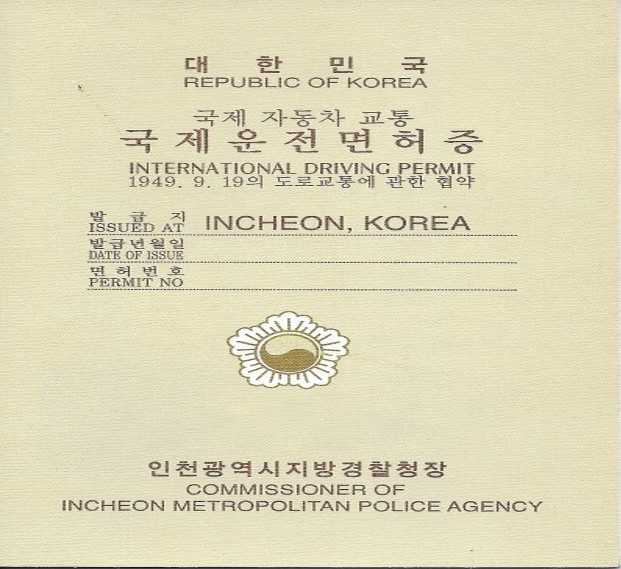 대 한 민 국
REPUBLIC OF KOREA
국제 자동차 교통
국제운전면허증
INTERNATIONAL DRIVING PERMIT
1949. 9. 19의 도로교통에 관한 협약
발 급 지
ISSUED AT INCHEON, KOREA
발급년월일
DATE OF ISSUE
면 허 번 호
PERMIT NO
인천광역시지방경찰청장
COMMISSIONER OF
INCHEON METROPOLITAN POLICE AGENCY